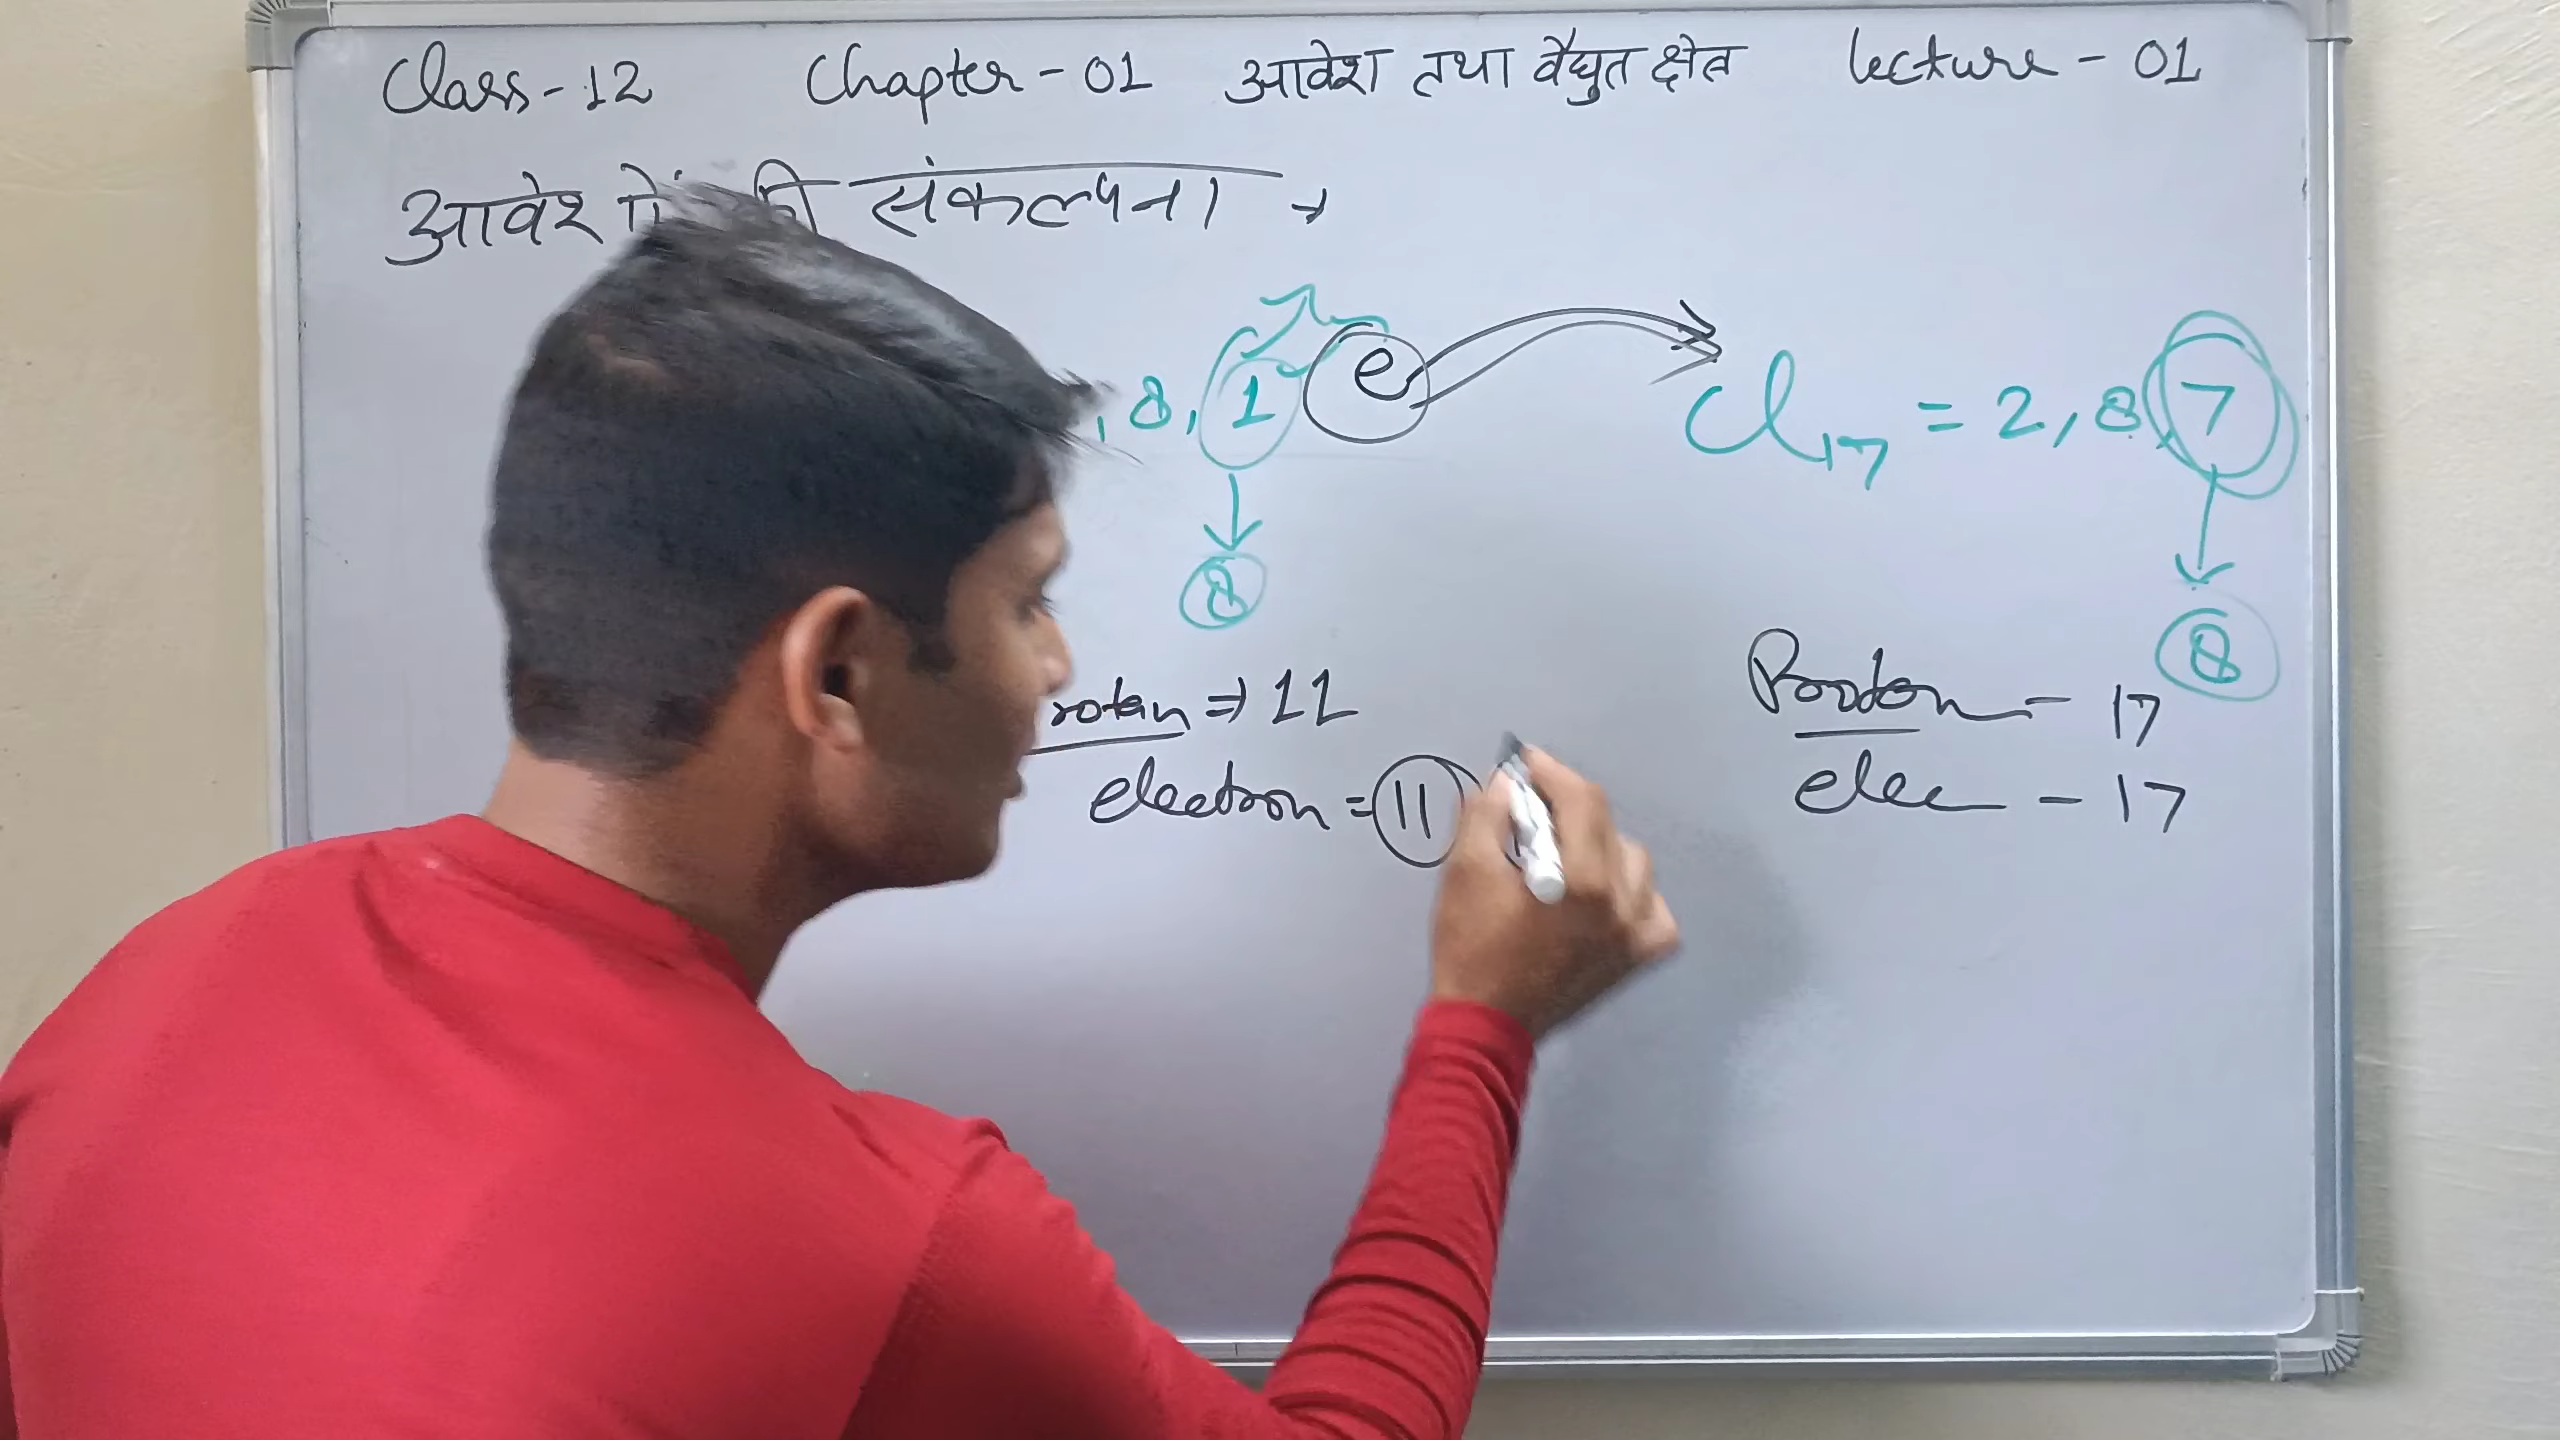 Class - 12 Chapter - 01 आवेश तथा वैद्युत क्षेत्र lecture - 01
संकल्पना →
, 8, 1 e Cl17 = 2, 8, 7
8 8
roton ⇒ 11 Proton - 17
electron = 11 elec - 17